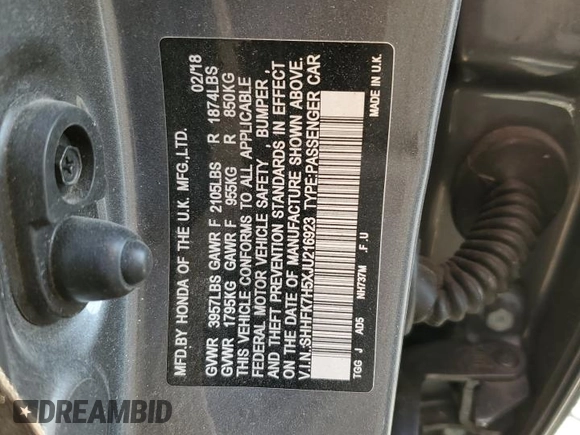 MFD.BY HONDA OF THE U.K. MFG.,LTD. 02/18
GVWR 3957LBS GAWR F 2105LBS R 1874LBS
GVWR 1795KG GAWR F 955KG R 850KG
THIS VEHICLE CONFORMS TO ALL APPLICABLE
FEDERAL MOTOR VEHICLE SAFETY , BUMPER ,
AND THEFT PREVENTION STANDARDS IN EFFECT
ON THE DATE OF MANUFACTURE SHOWN ABOVE.
V.I.N.:SHHFK7H5XJU216923 TYPE:PASSENGER CAR
TGG J AD5 NH737M .F .U MADE IN U.K.
DREAMBID